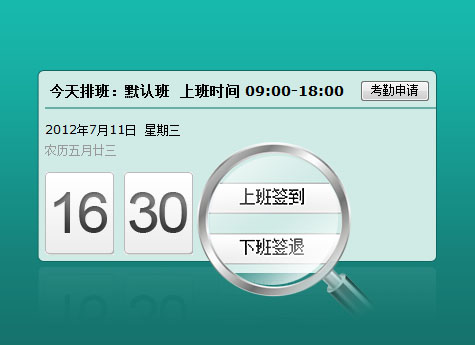 今天排班：默认班 上班时间 09:00-18:00 考勤申请
2012年7月11日 星期三
农历五月廿三
16 30
上班签到
下班签退